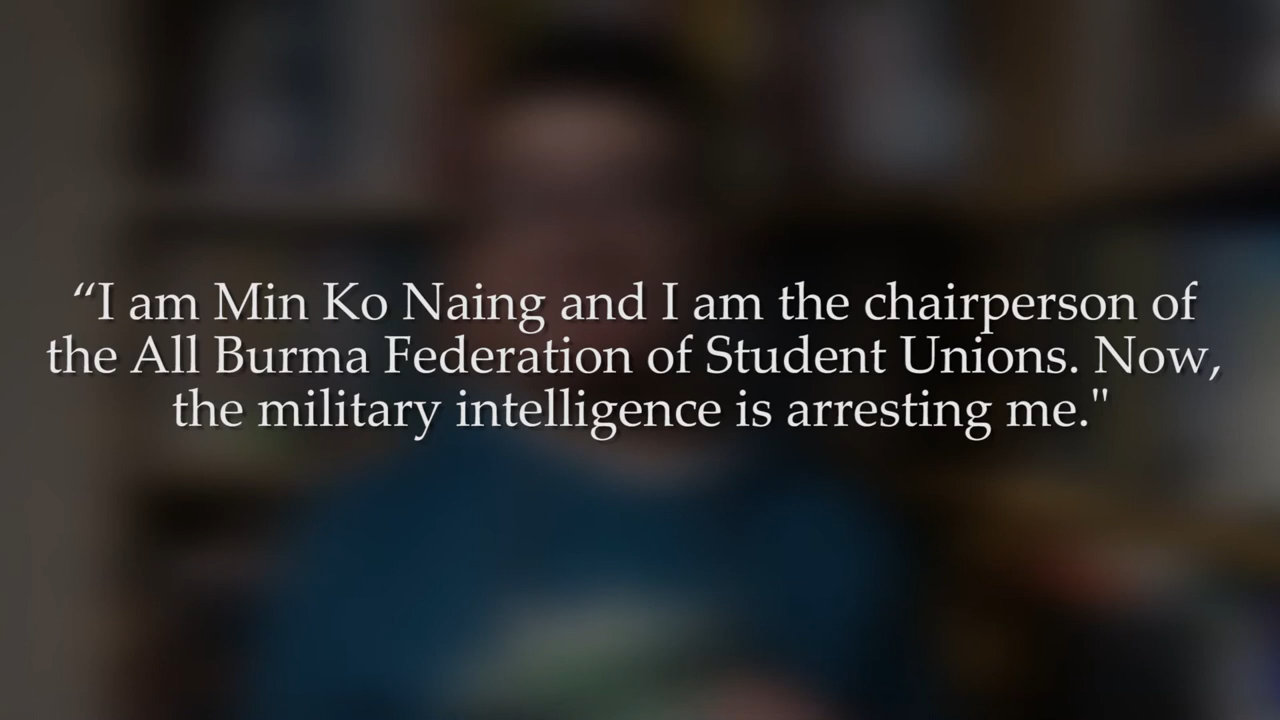 “I am Min Ko Naing and I am the chairperson of
the All Burma Federation of Student Unions. Now,
the military intelligence is arresting me."